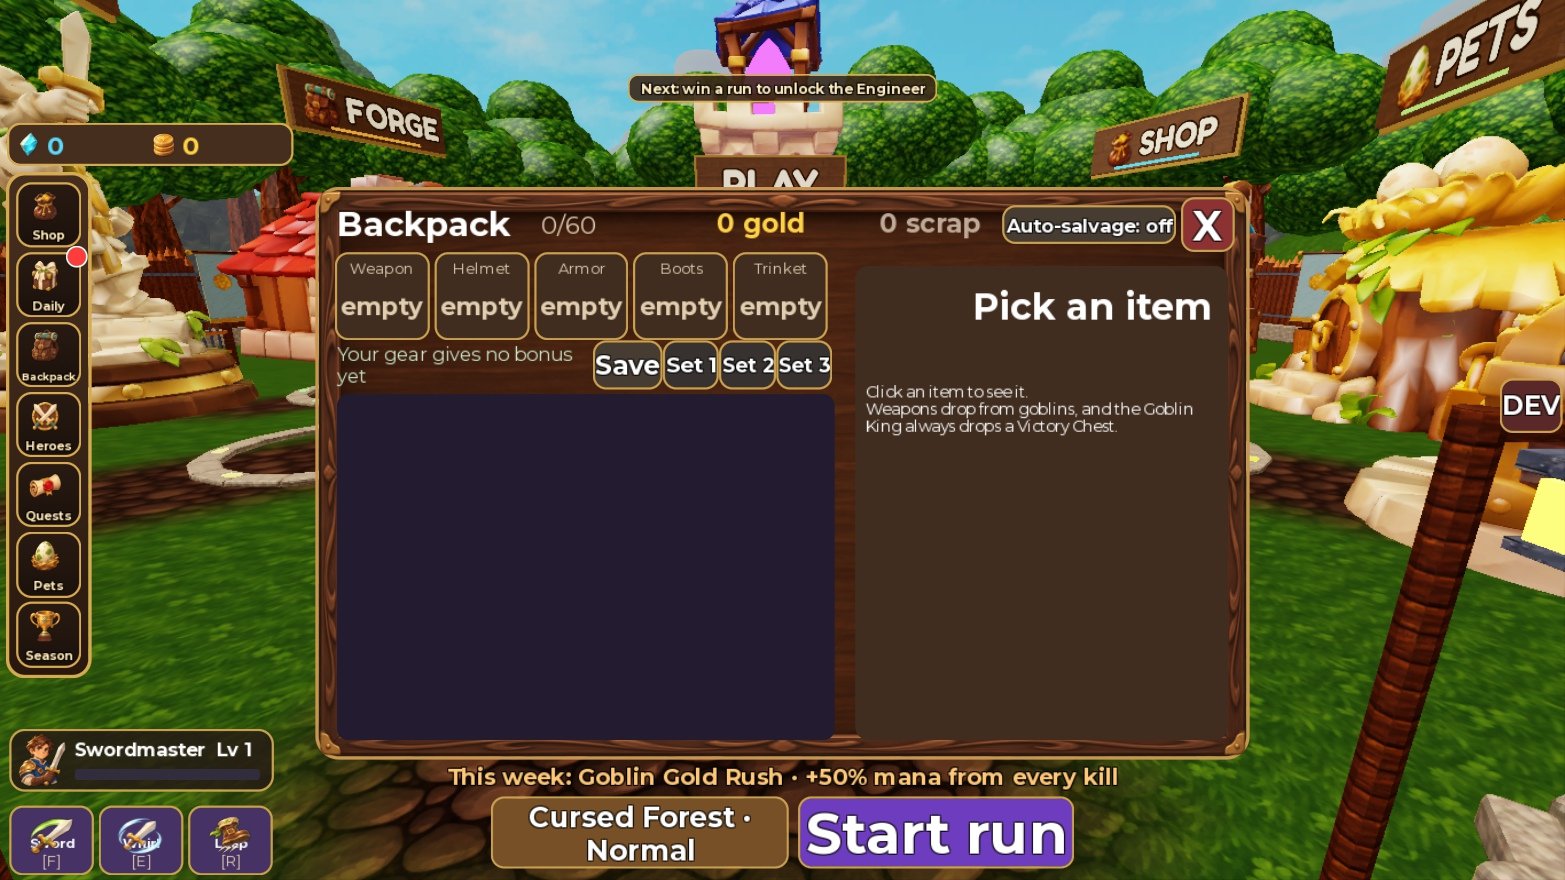 PETS
Next: win a run to unlock the Engineer
FORGE
SHOP
0
0
PLAY
Shop
Daily
Backpack
Heroes
Quests
Pets
Season
Backpack 0/60 0 gold 0 scrap Auto-salvage: off X
Weapon Helmet Armor Boots Trinket
empty empty empty empty empty
Your gear gives no bonus
yet
Save Set 1 Set 2 Set 3
Pick an item
Click an item to see it.
Weapons drop from goblins, and the Goblin
King always drops a Victory Chest.
DEV
Swordmaster Lv 1
Sword
[F]
Whirl
[E]
[R]
This week: Goblin Gold Rush · +50% mana from every kill
Cursed Forest ·
Normal
Start run